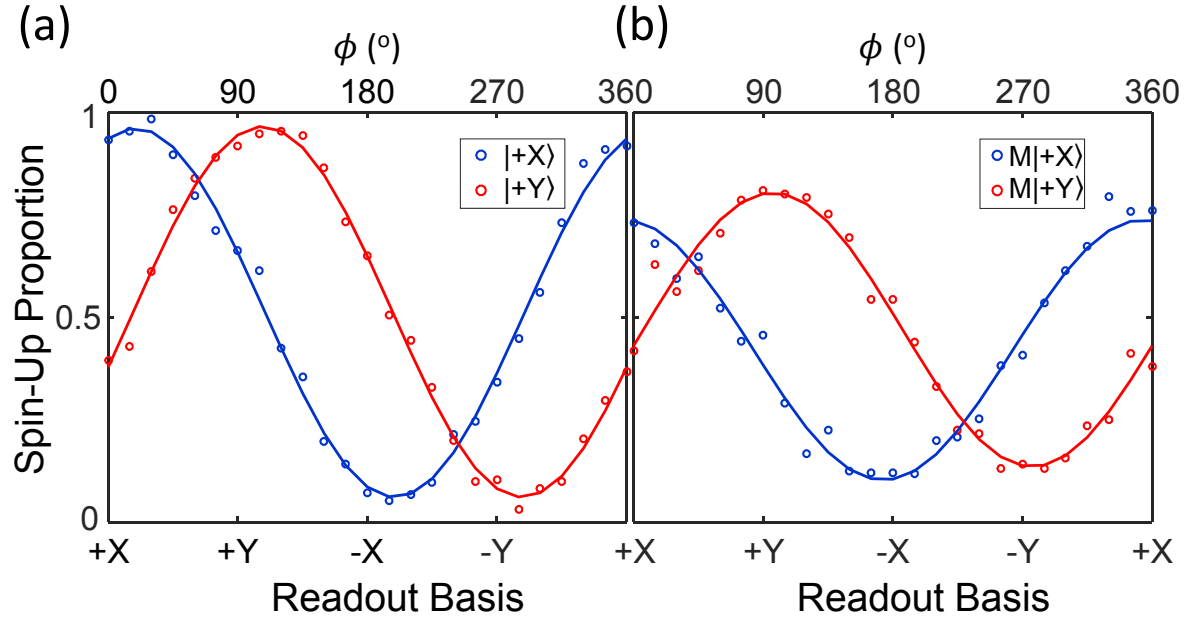 (a)
ϕ (°)
0 90 180 270 360
1
0.5
0
Spin-Up Proportion
|+X⟩
|+Y⟩
+X +Y -X -Y
Readout Basis
(b)
ϕ (°)
90 180 270 360
M|+X⟩
M|+Y⟩
+X +Y -X -Y +X
Readout Basis